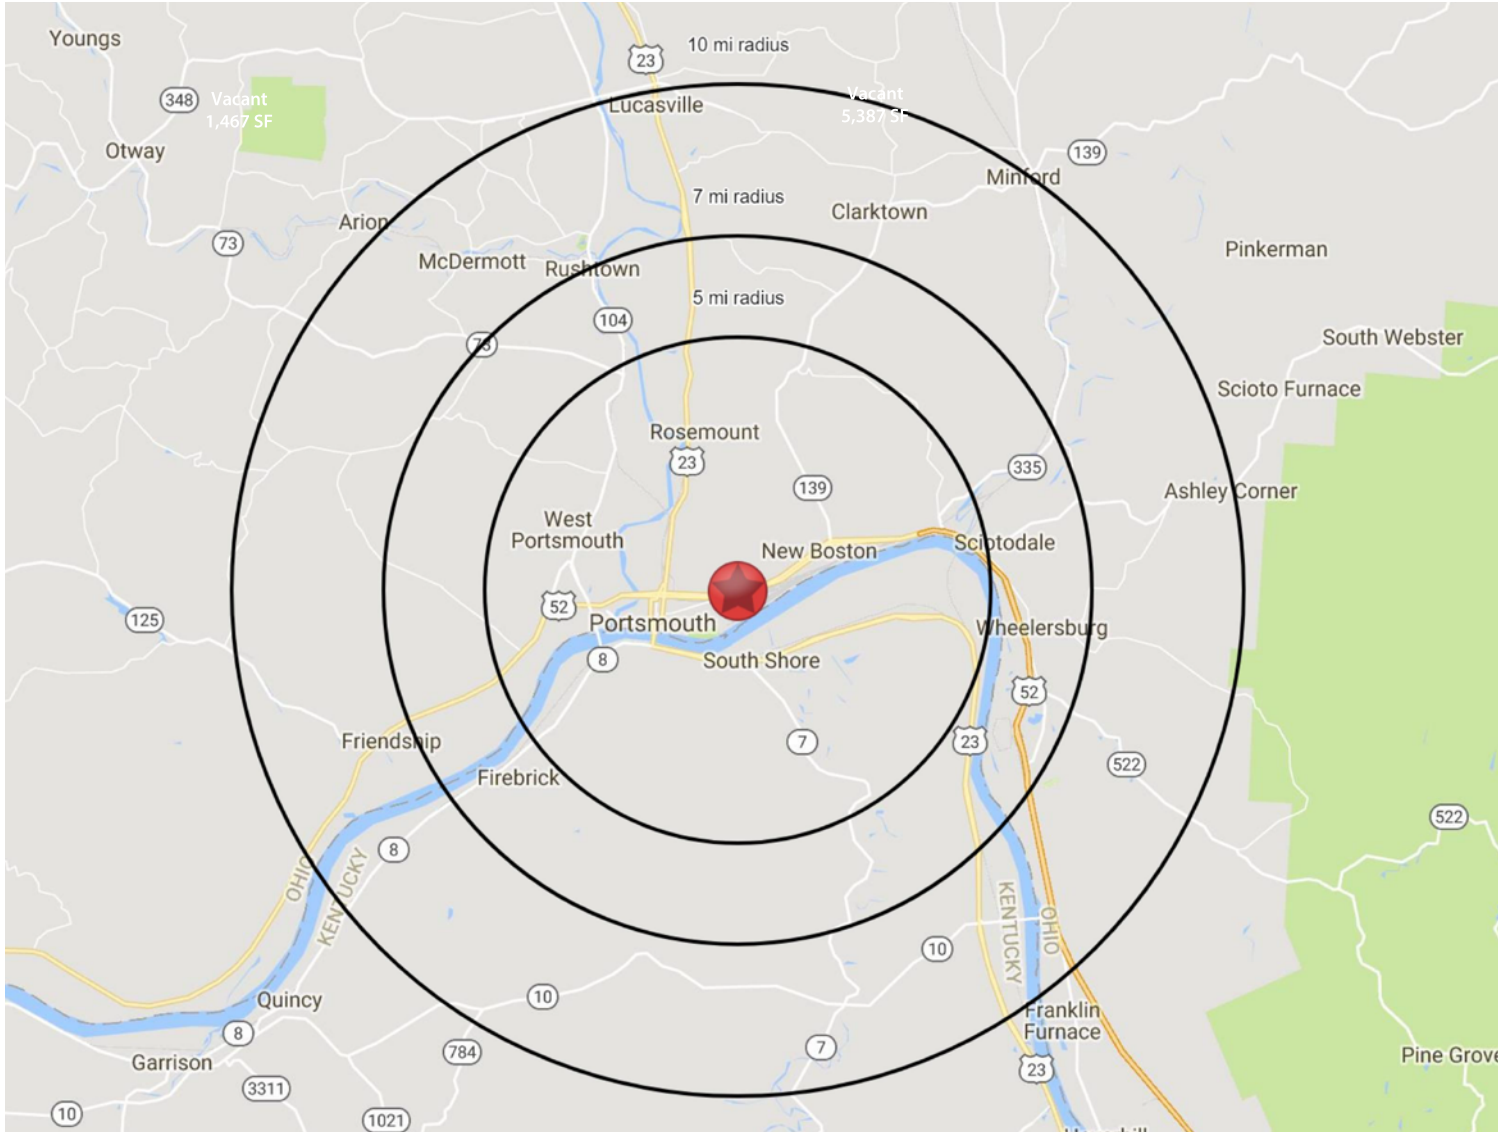 Youngs
23
10 mi radius
348
Vacant
1,467 SF
Vacant
5,387 SF
Lucasville
Otway
139
Minford
7 mi radius
Clarktown
Arion
73
McDermott
Rushtown
Pinkerman
5 mi radius
104
73
South Webster
Scioto Furnace
Rosemount
23
335
139
Ashley Corner
West
Portsmouth
New Boston
Sciotodale
52
125
Portsmouth
Wheelersburg
8
South Shore
52
Friendship
7
23
522
Firebrick
522
8
OHIO
KENTUCKY
KENTUCKY
OHIO
10
10
Quincy
8
Franklin
Furnace
Garrison
784
7
Pine Grove
23
3311
10
1021